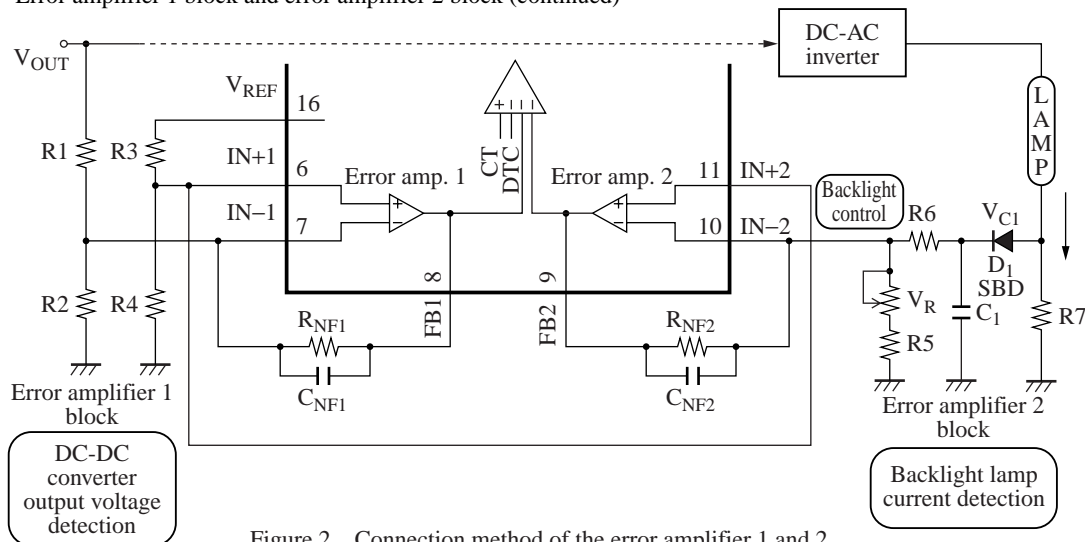 Error amplifier 1 block and error amplifier 2 block (continued)
DC-AC
inverter
VOUT
VREF
16
LAMP
R1
R3
IN+1
6
Error amp. 1
CT
DTC
Error amp. 2
11
IN+2
IN−1
7
10
IN−2
Backlight
control
R6
VC1
D1
SBD
R2
R4
8
FB1
9
FB2
VR
C1
R7
RNF1
RNF2
R5
CNF1
CNF2
Error amplifier 1
block
Error amplifier 2
block
DC-DC
converter
output voltage
detection
Backlight lamp
current detection
Figure 2. Connection method of the error amplifier 1 and 2